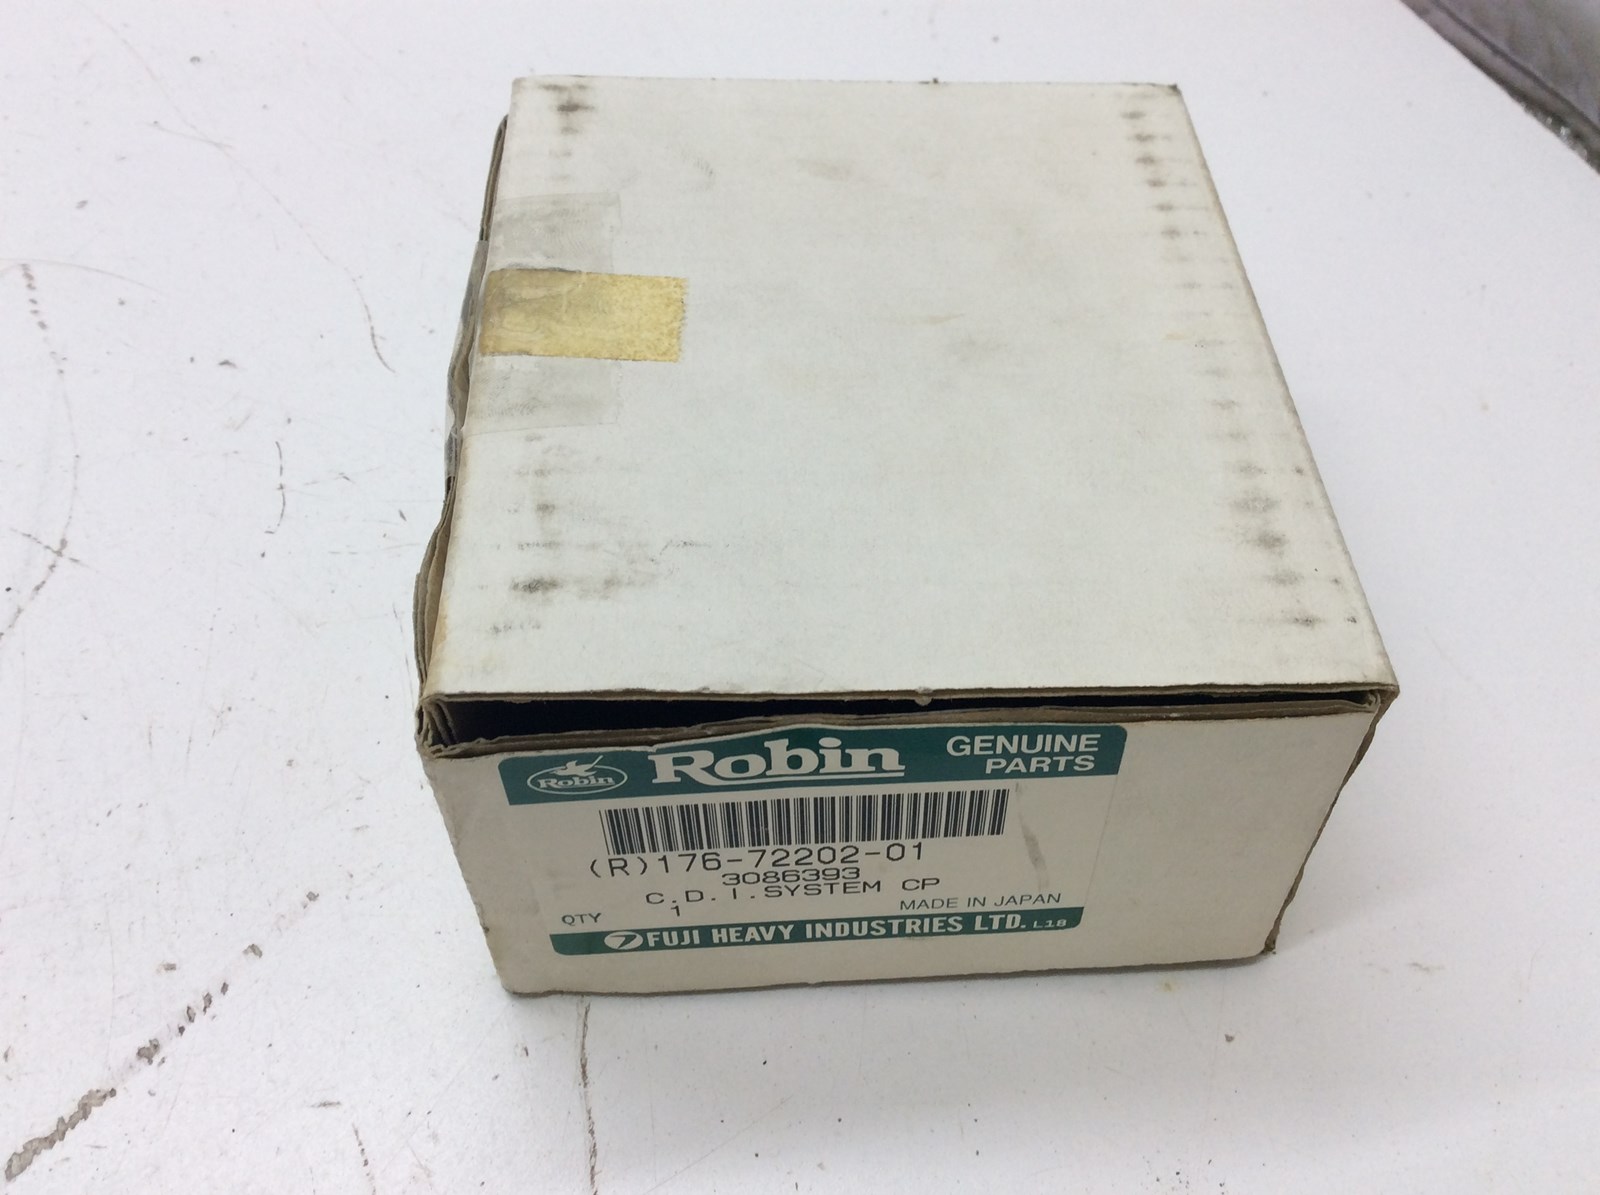 Robin Robin GENUINE
PARTS
(R)176-72202-01
3086393
C.D.I.SYSTEM CP
QTY 1 MADE IN JAPAN
FUJI HEAVY INDUSTRIES LTD. L18